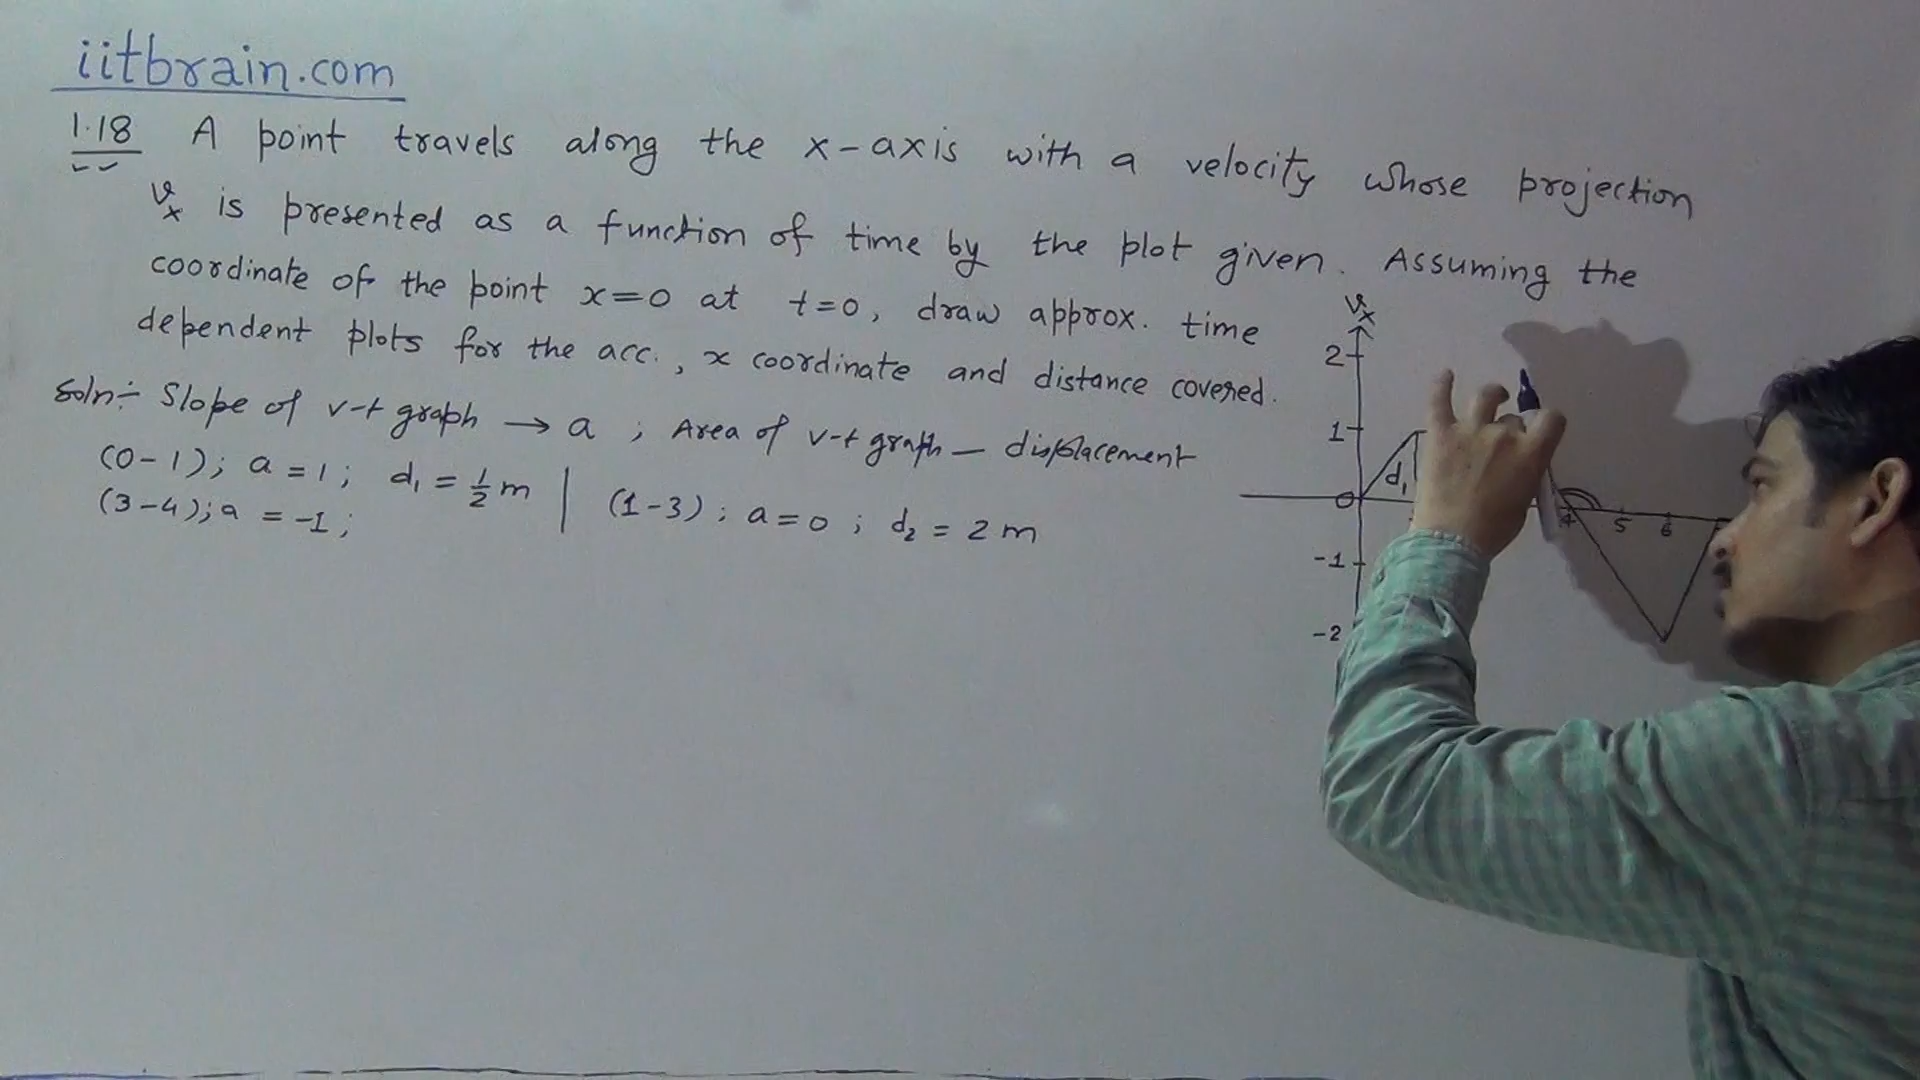 iitbrain.com
1.18 A point travels along the x-axis with a velocity whose projection
vx is presented as a function of time by the plot given. Assuming the
coordinate of the point x=0 at t=0, draw approx. time
dependent plots for the acc., x coordinate and distance covered.
Soln:- Slope of v-t graph → a ; Area of v-t graph — displacement
(0-1); a = 1; d₁ = 1/2 m | (1-3); a = 0 ; d₂ = 2 m
(3-4); a = -1 ;
vx
2
1
d₁
0
4 5 6
-1
-2